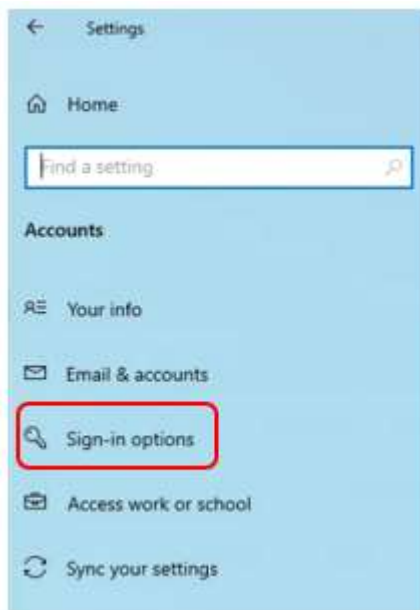 Settings
Home
Find a setting
Accounts
Your info
Email & accounts
Sign-in options
Access work or school
Sync your settings